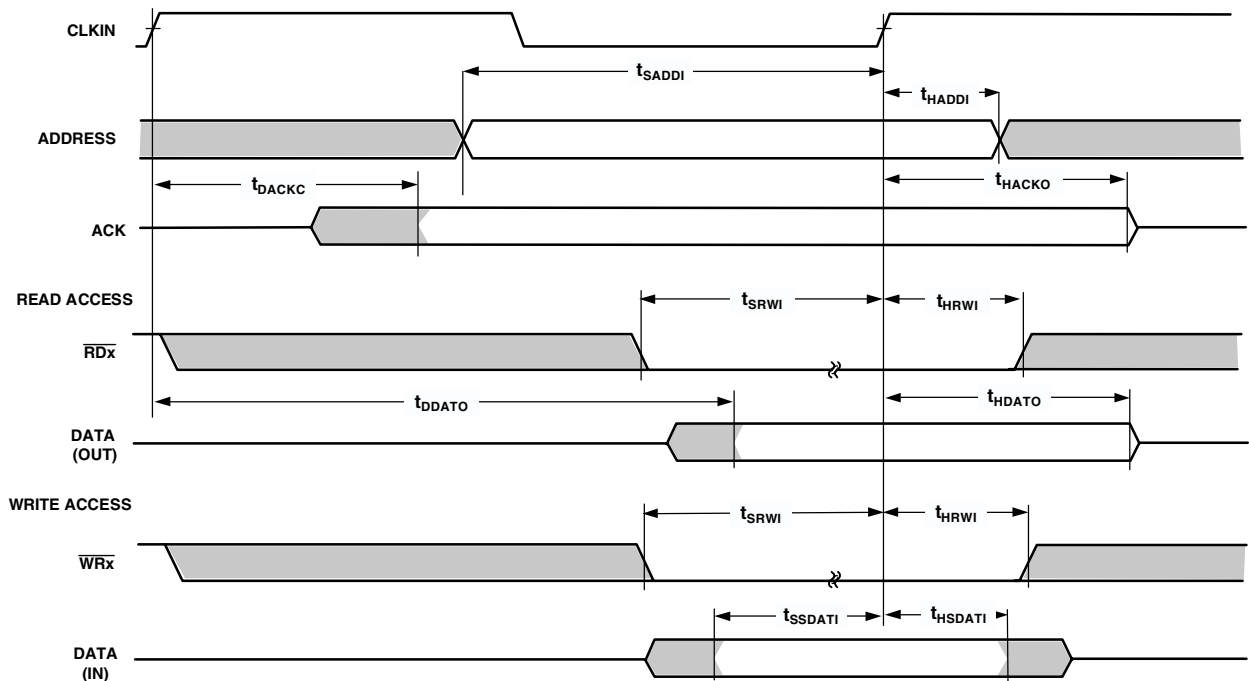 CLKIN
tSADDI
tHADDI
ADDRESS
tDACKC
tHACKO
ACK
READ ACCESS
tSRWI
tHRWI
RDx
tDDATO
tHDATO
DATA
(OUT)
WRITE ACCESS
tSRWI
tHRWI
WRx
tSSDATI
tHSDATI
DATA
(IN)